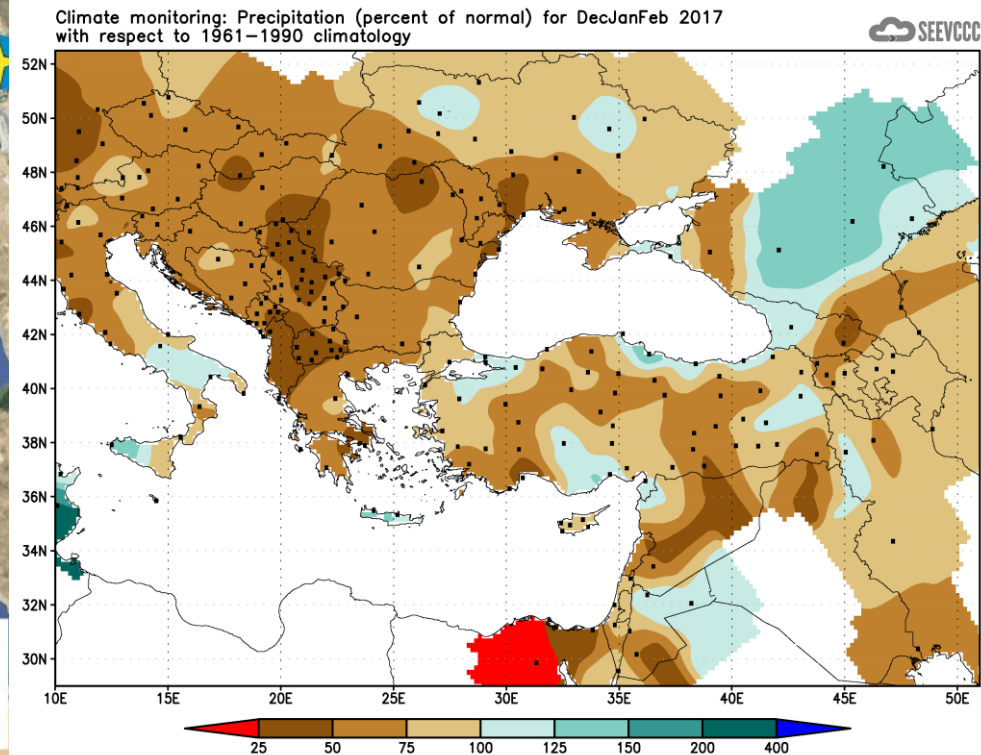 Climate monitoring: Precipitation (percent of normal) for DecJanFeb 2017
with respect to 1961−1990 climatology
SEEVCCC
52N
50N
48N
46N
44N
42N
40N
38N
36N
34N
32N
30N
10E 15E 20E 25E 30E 35E 40E 45E 50E
25 50 75 100 125 150 200 400